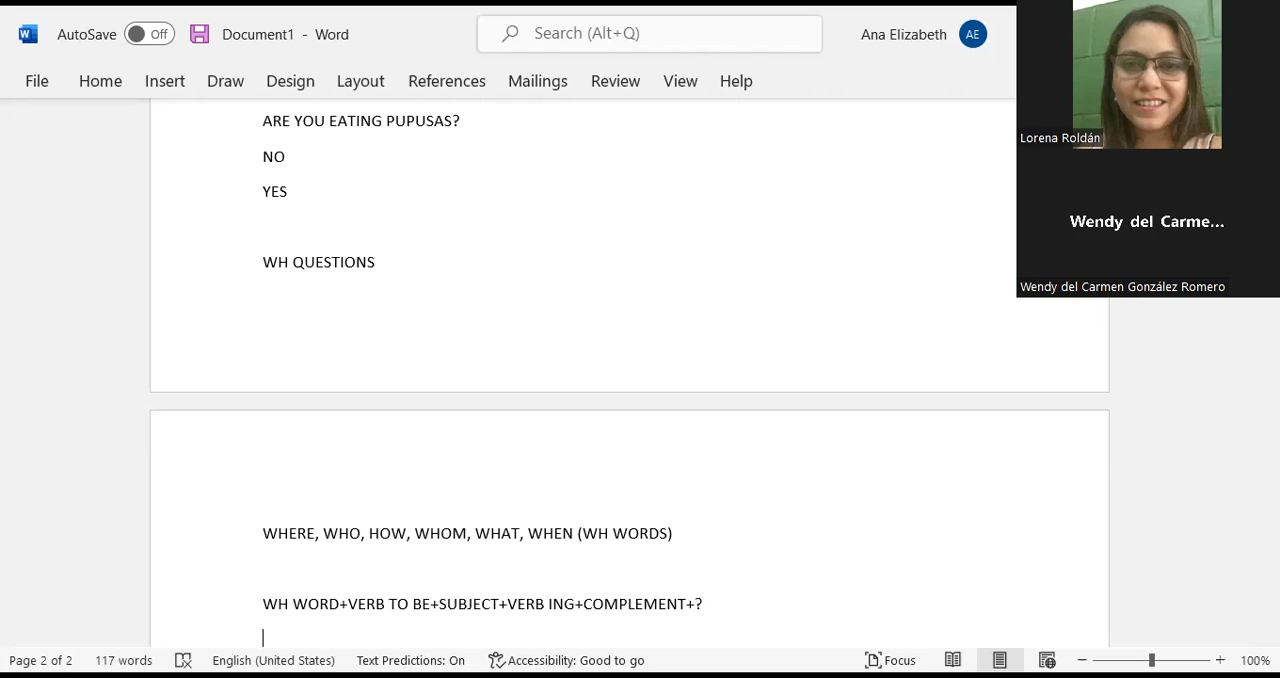 AutoSave Off Document1 - Word Search (Alt+Q) Ana Elizabeth AE
File Home Insert Draw Design Layout References Mailings Review View Help
ARE YOU EATING PUPUSAS?
NO
YES
WH QUESTIONS
Lorena Roldán
Wendy del Carme...
Wendy del Carmen González Romero
WHERE, WHO, HOW, WHOM, WHAT, WHEN (WH WORDS)
WH WORD+VERB TO BE+SUBJECT+VERB ING+COMPLEMENT+?
Page 2 of 2 117 words English (United States) Text Predictions: On Accessibility: Good to go Focus 100%